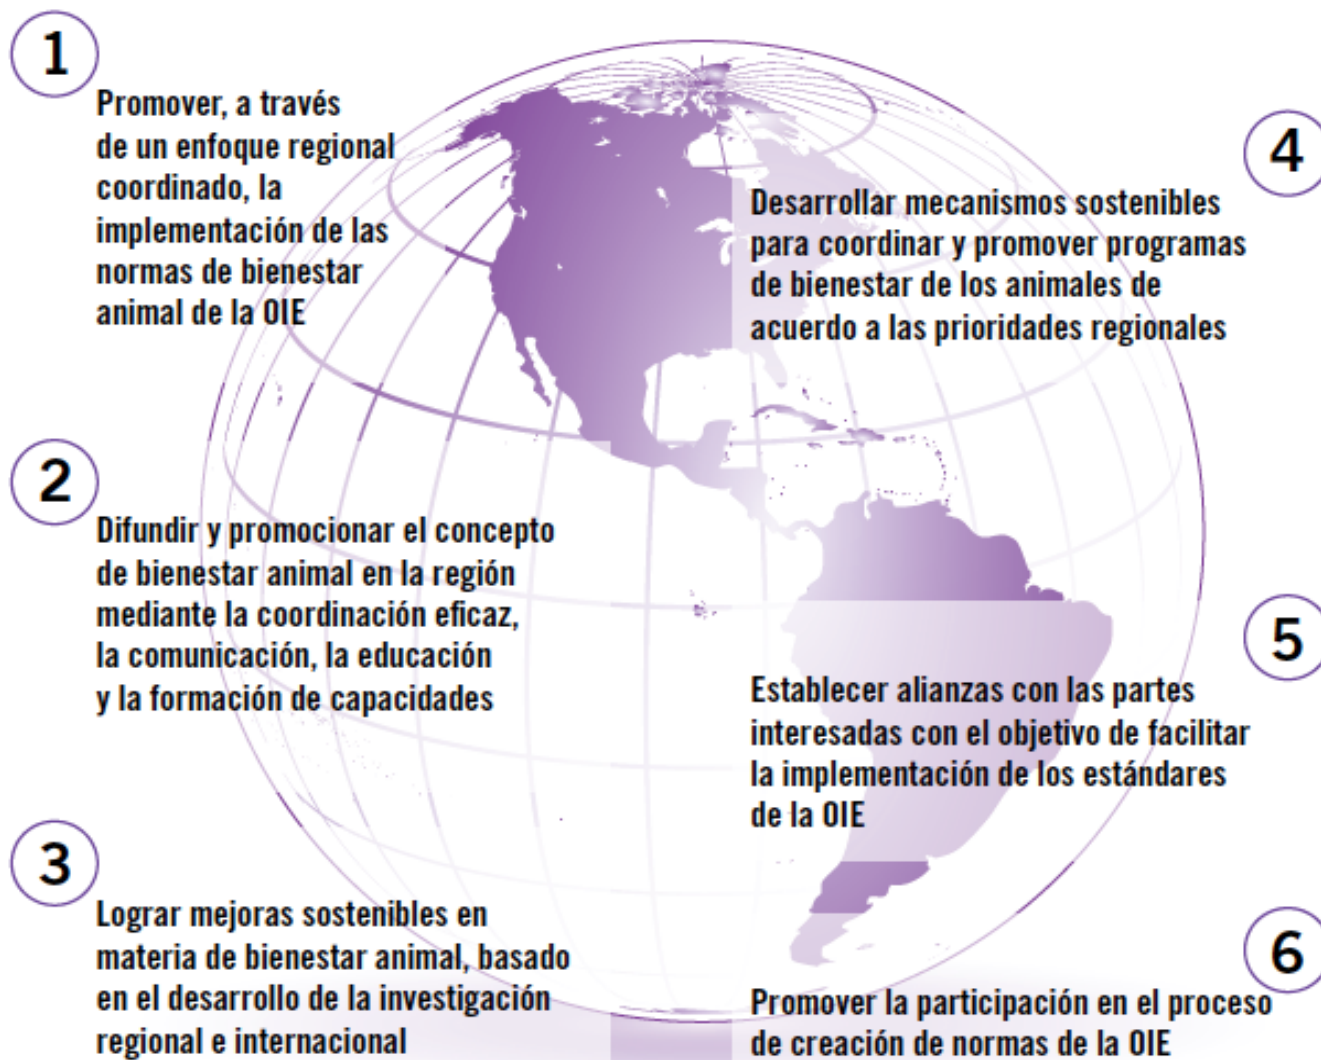 1
Promover, a través
de un enfoque regional
coordinado, la
implementación de las
normas de bienestar
animal de la OIE
2
Difundir y promocionar el concepto
de bienestar animal en la región
mediante la coordinación eficaz,
la comunicación, la educación
y la formación de capacidades
3
Lograr mejoras sostenibles en
materia de bienestar animal, basado
en el desarrollo de la investigación
regional e internacional
4
Desarrollar mecanismos sostenibles
para coordinar y promover programas
de bienestar de los animales de
acuerdo a las prioridades regionales
5
Establecer alianzas con las partes
interesadas con el objetivo de facilitar
la implementación de los estándares
de la OIE
6
Promover la participación en el proceso
de creación de normas de la OIE